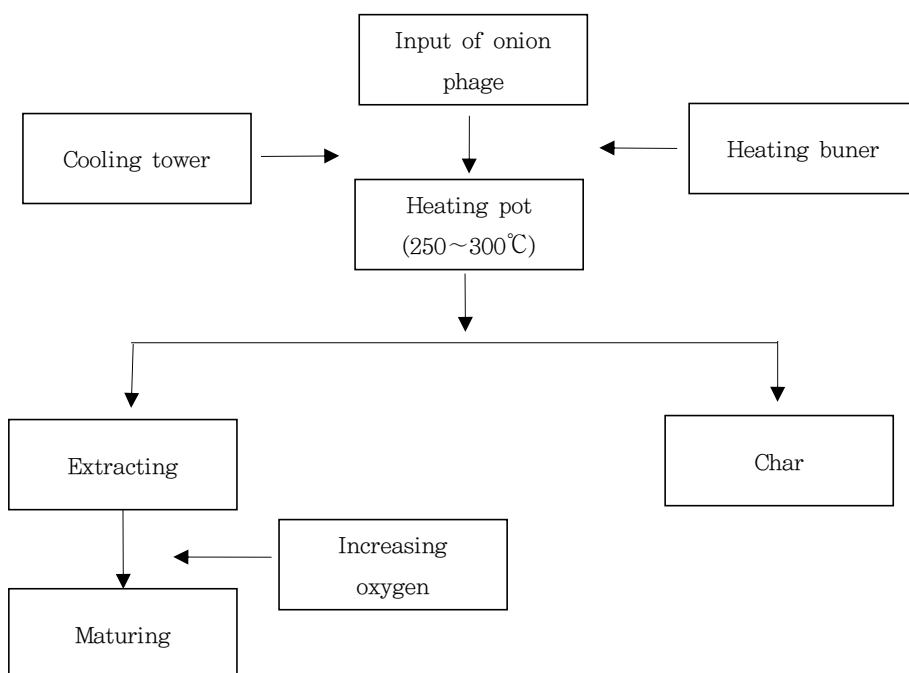 Input of onion
phage
Cooling tower
Heating buner
Heating pot
(250～300℃)
Extracting
Char
Increasing
oxygen
Maturing